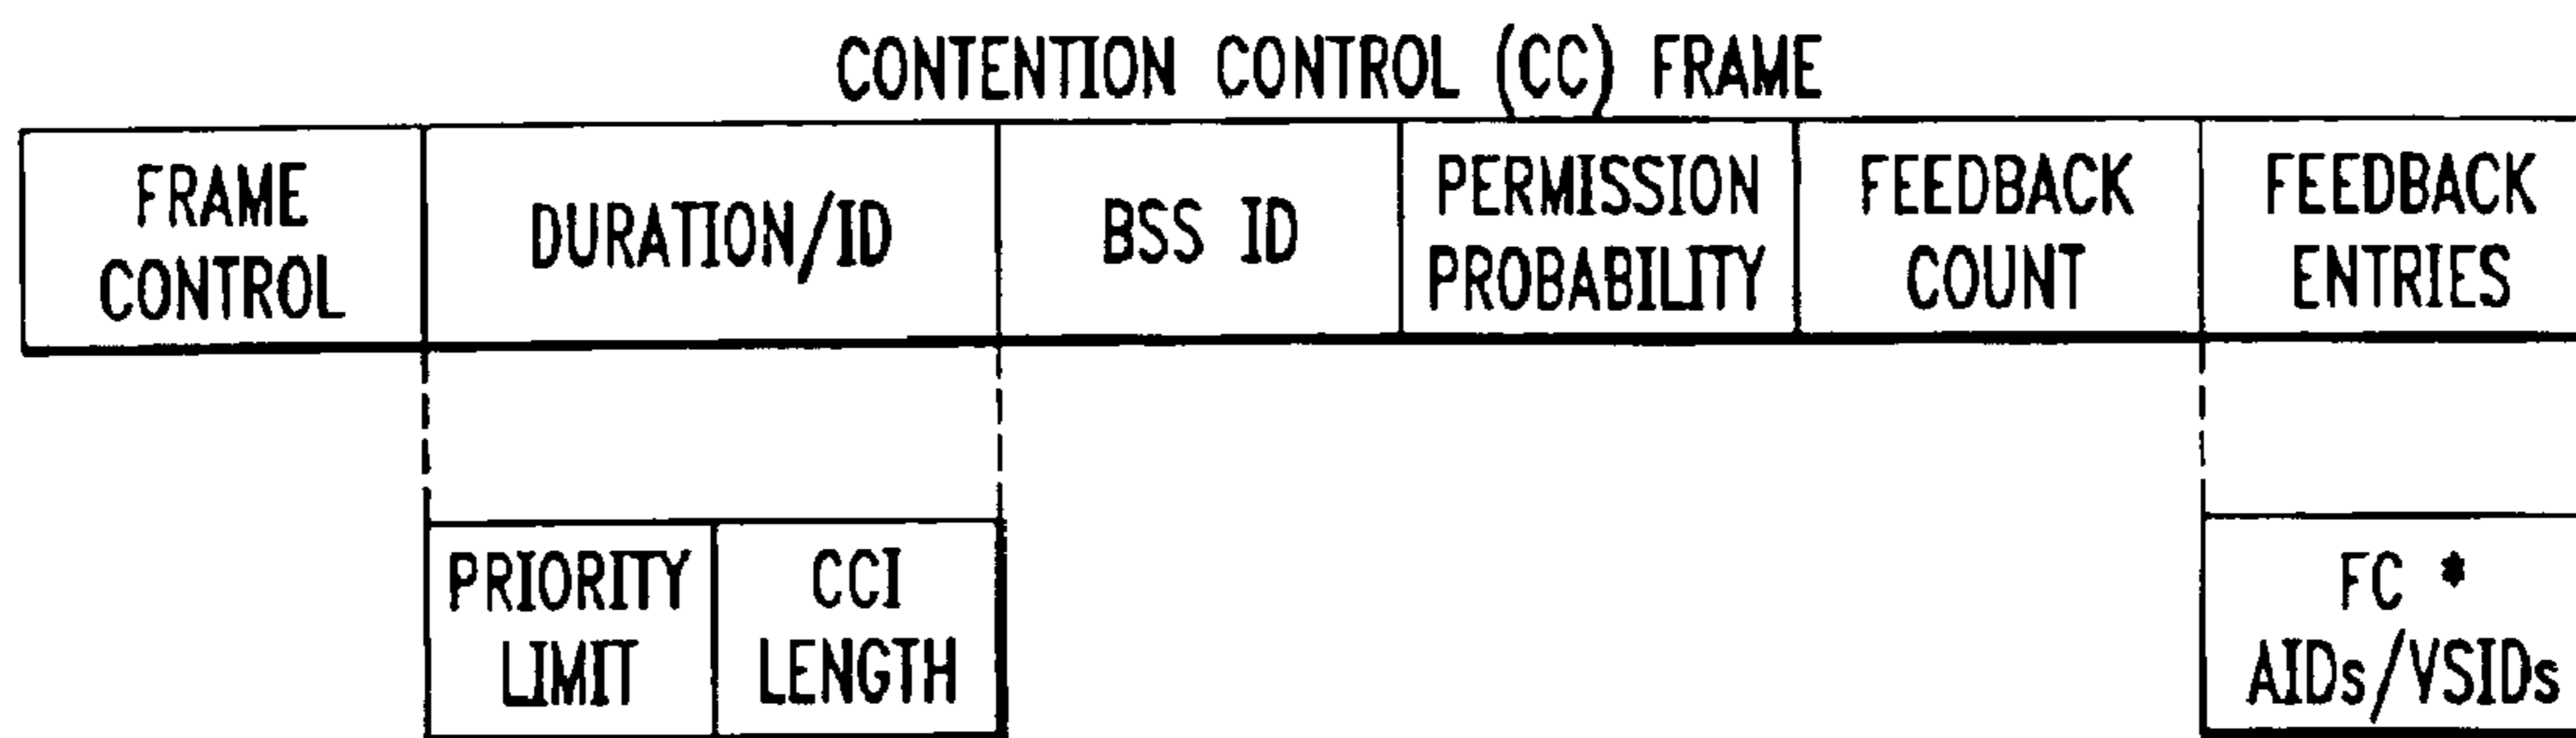 CONTENTION CONTROL (CC) FRAME
FRAME
CONTROL
DURATION/ID
BSS ID
PERMISSION
PROBABILITY
FEEDBACK
COUNT
FEEDBACK
ENTRIES
PRIORITY
LIMIT
CCI
LENGTH
FC *
AIDs/VSIDs